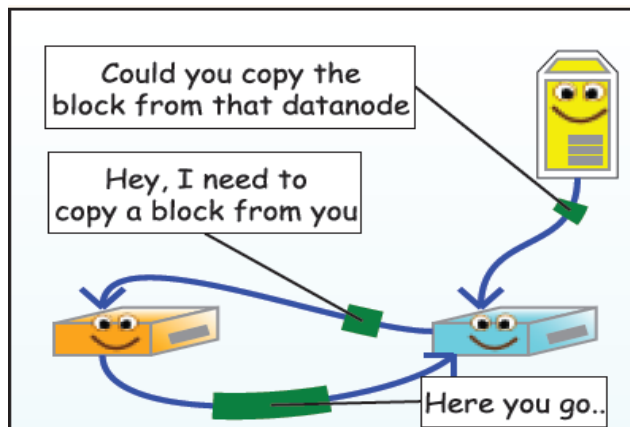 Could you copy the
block from that datanode
Hey, I need to
copy a block from you
Here you go..